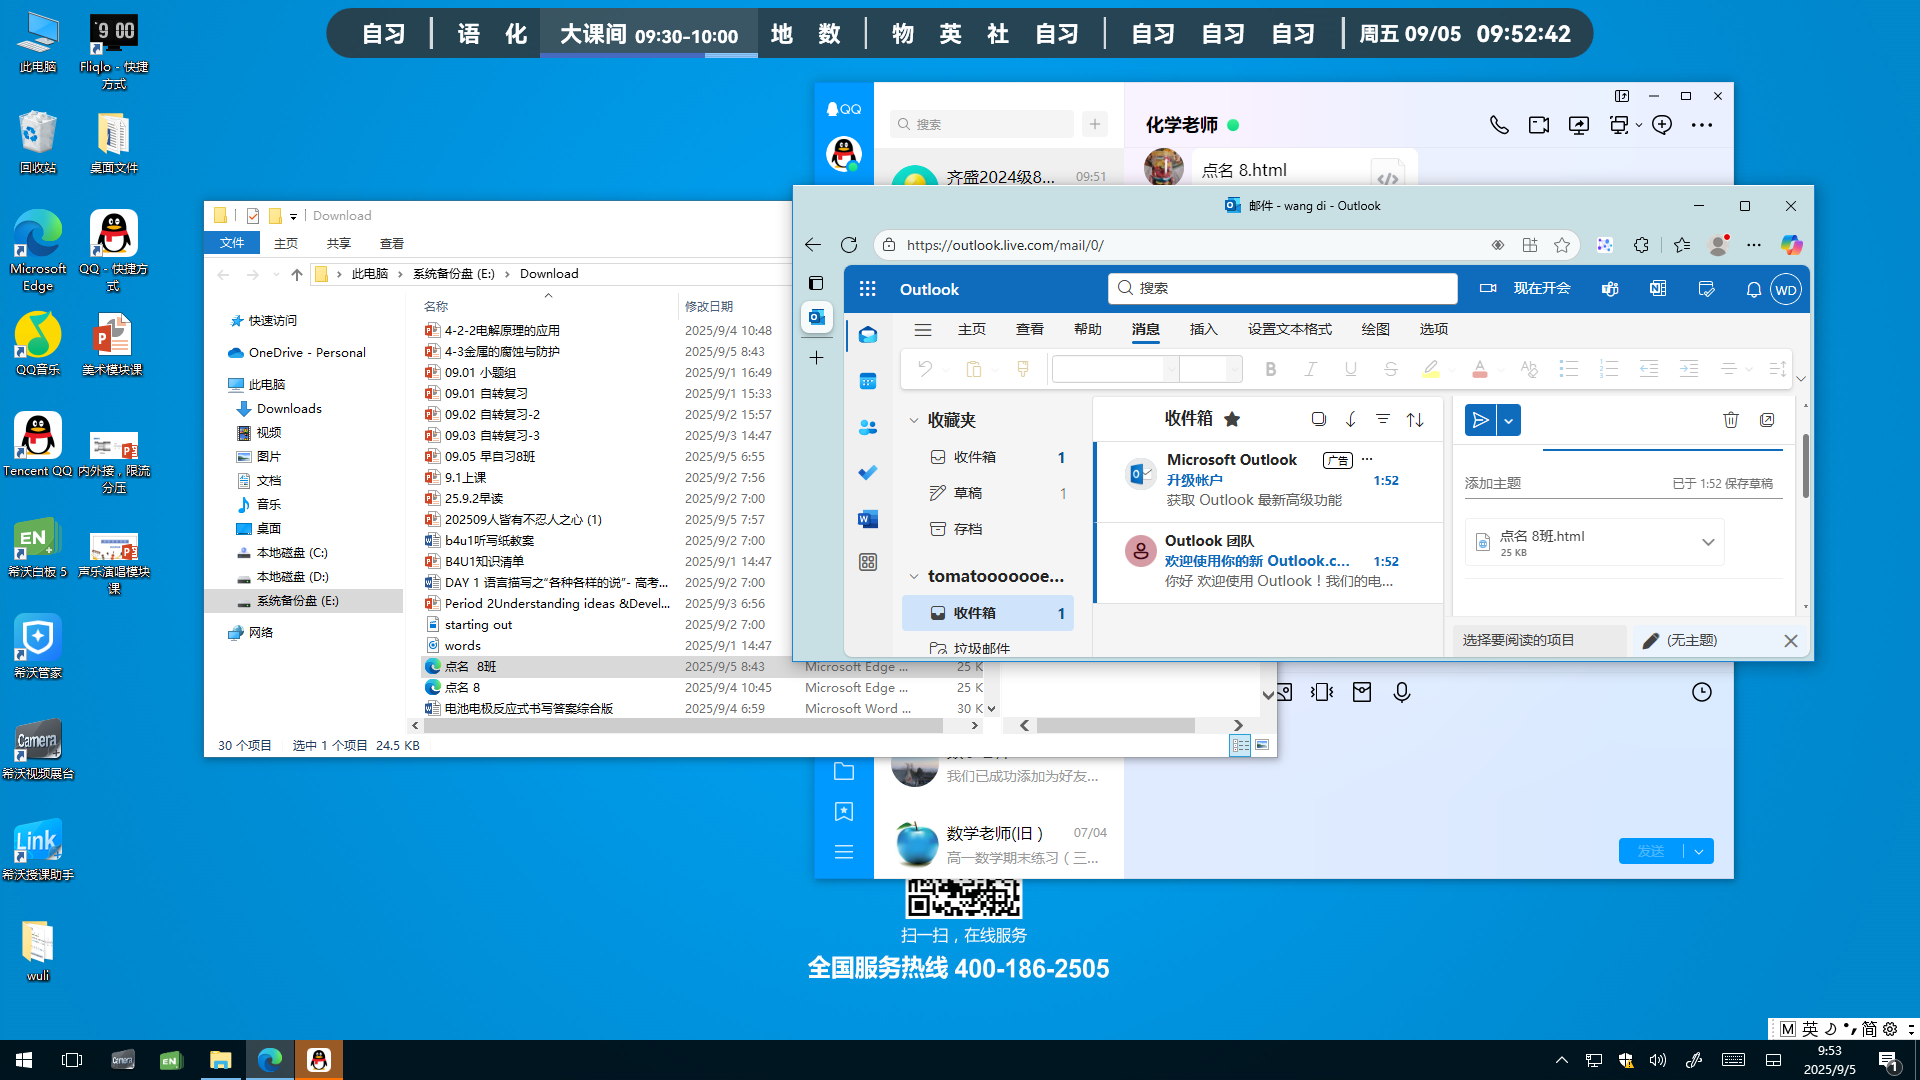 自习 | 语 化 大课间 09:30-10:00 地 数 | 物 英 社 自习 | 自习 自习 自习 | 周五 09/05 09:52:42
此电脑
Fliqlo - 快捷方式
回收站
桌面文件
Microsoft Edge
QQ - 快捷方式
QQ音乐
美术模块课
Tencent QQ
内外接，限流分压
希沃白板 5
声乐演唱模块课
希沃管家
希沃视频展台
希沃授课助手
wuli
QQ
搜索
化学老师
齐盛2024级8... 09:51
点名 8.html
Download
文件 主页 共享 查看
此电脑 › 系统备份盘 (E:) › Download
名称 修改日期
快速访问
OneDrive - Personal
此电脑
Downloads
视频
图片
文档
音乐
桌面
本地磁盘 (C:)
本地磁盘 (D:)
系统备份盘 (E:)
网络
4-2-2电解原理的应用 2025/9/4 10:48
4-3金属的腐蚀与防护 2025/9/5 8:43
09.01 小题组 2025/9/1 16:49
09.01 自转复习 2025/9/1 15:33
09.02 自转复习-2 2025/9/2 15:57
09.03 自转复习-3 2025/9/3 14:47
09.05 早自习8班 2025/9/5 6:55
9.1上课 2025/9/2 7:56
25.9.2早读 2025/9/2 7:00
202509人皆有不忍人之心 (1) 2025/9/5 7:57
b4u1听写纸教案 2025/9/2 7:00
B4U1知识清单 2025/9/1 14:47
DAY 1 语言描写之“各种各样的说”- 高考... 2025/9/2 7:00
Period 2Understanding ideas &Devel... 2025/9/3 6:56
starting out 2025/9/2 7:00
words 2025/9/1 14:47
点名 8班 2025/9/5 8:43 Microsoft Edge ... 25 K
点名 8 2025/9/4 10:45 Microsoft Edge ... 25 K
电池电极反应式书写答案综合版 2025/9/4 6:59 Microsoft Word ... 30 K
30 个项目 选中 1 个项目 24.5 KB
邮件 - wang di - Outlook
https://outlook.live.com/mail/0/
Outlook
搜索
现在开会
WD
主页 查看 帮助 消息 插入 设置文本格式 绘图 选项
收藏夹
收件箱 1
草稿 1
存档
tomatooooooe...
收件箱 1
垃圾邮件
收件箱
Microsoft Outlook 广告
升级帐户 1:52
获取 Outlook 最新高级功能
Outlook 团队
欢迎使用你的新 Outlook.c... 1:52
你好 欢迎使用 Outlook！我们的电...
添加主题 已于 1:52 保存草稿
点名 8班.html
25 KB
选择要阅读的项目
(无主题)
我们已成功添加为好友...
数学老师(旧 ) 07/04
高一数学期末练习（三...
发送
扫一扫，在线服务
全国服务热线 400-186-2505
M 英 简
9:53
2025/9/5
1